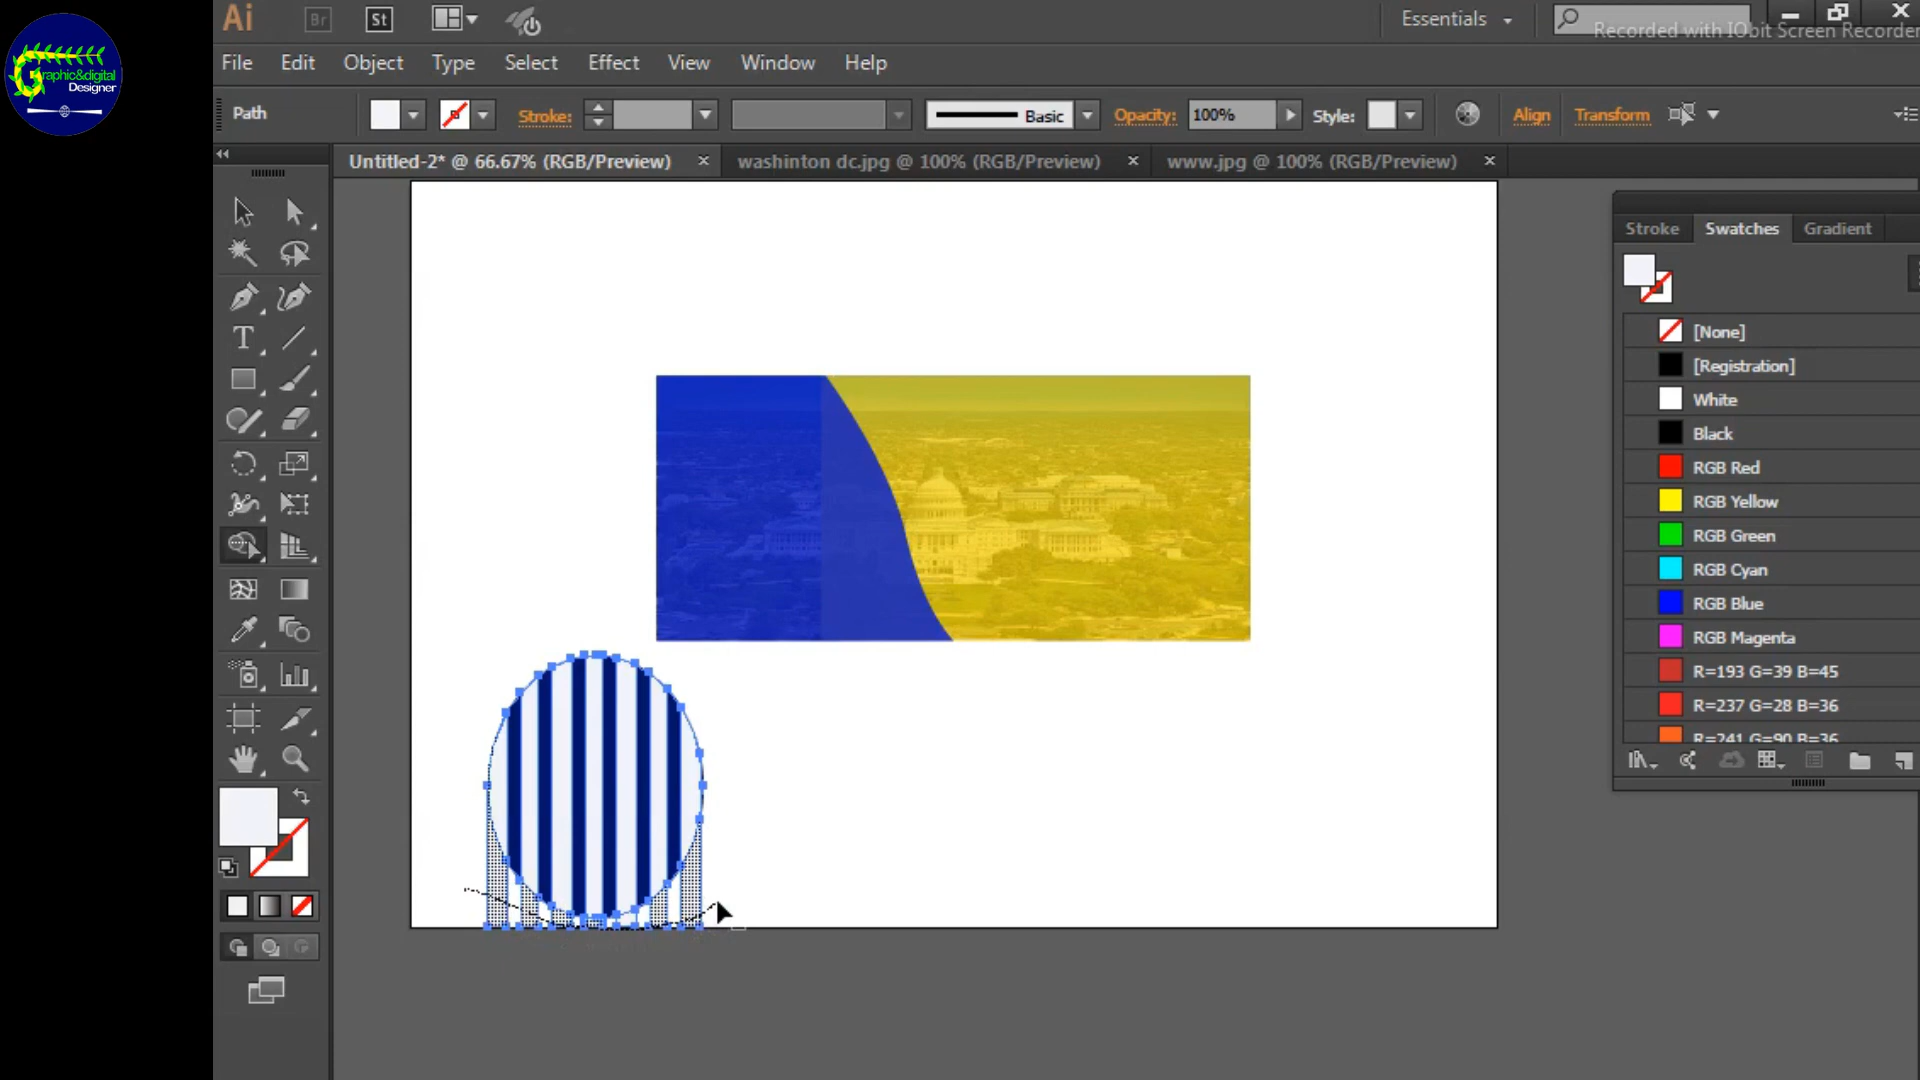 Graphic&digital
Designer
Ai
Br
St
Essentials
Recorded with IObit Screen Recorder
File Edit Object Type Select Effect View Window Help
Path
Stroke:
Basic
Opacity: 100%
Style:
Align
Transform
Untitled-2* @ 66.67% (RGB/Preview)
washinton dc.jpg @ 100% (RGB/Preview)
www.jpg @ 100% (RGB/Preview)
Stroke Swatches Gradient
[None]
[Registration]
White
Black
RGB Red
RGB Yellow
RGB Green
RGB Cyan
RGB Blue
RGB Magenta
R=193 G=39 B=45
R=237 G=28 B=36
R=241 G=90 B=36